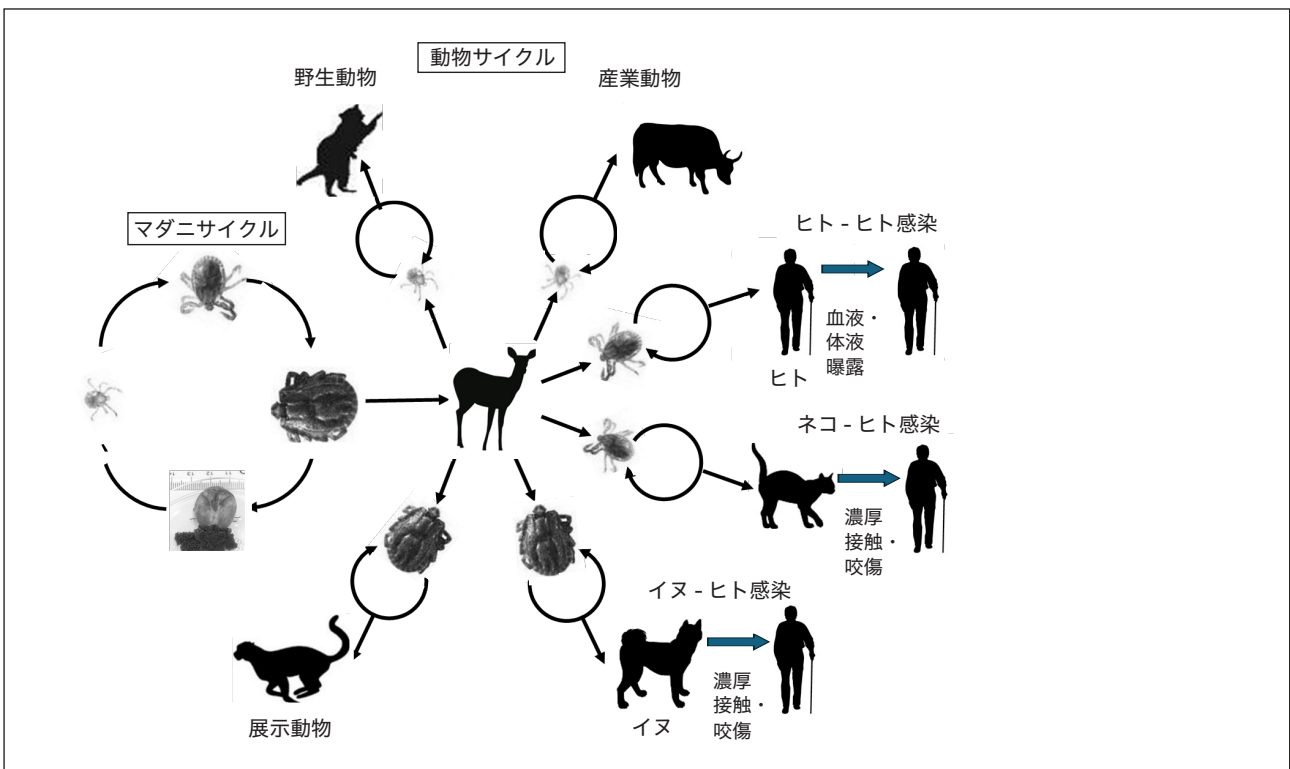 動物サイクル
野生動物
産業動物
マダニサイクル
ヒト - ヒト感染
血液・
体液
曝露
ヒト
ネコ - ヒト感染
濃厚
接触・
咬傷
イヌ - ヒト感染
濃厚
接触・
咬傷
展示動物
イヌ